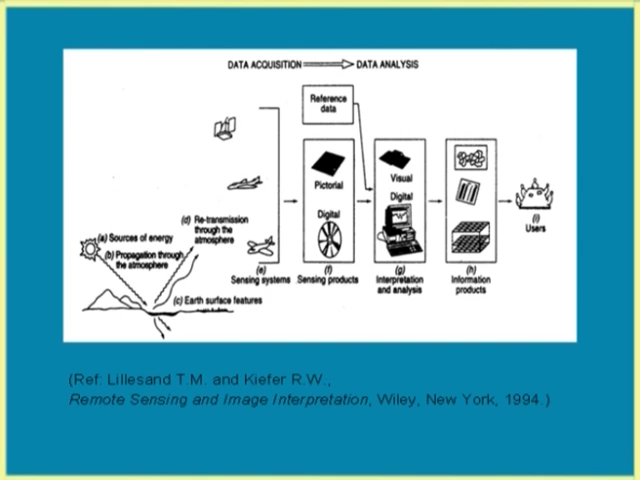 DATA ACQUISITION DATA ANALYSIS
Reference
data
Pictorial
Digital
Visual
Digital
(d) Re-transmission
through the
atmosphere
(a) Sources of energy
(b) Propagation through
the atmosphere
(c) Earth surface features
(e)
Sensing systems
(f)
Sensing products
(g)
Interpretation
and analysis
(h)
Information
products
(i)
Users
(Ref: Lillesand T.M. and Kiefer R.W.,
Remote Sensing and Image Interpretation, Wiley, New York, 1994.)